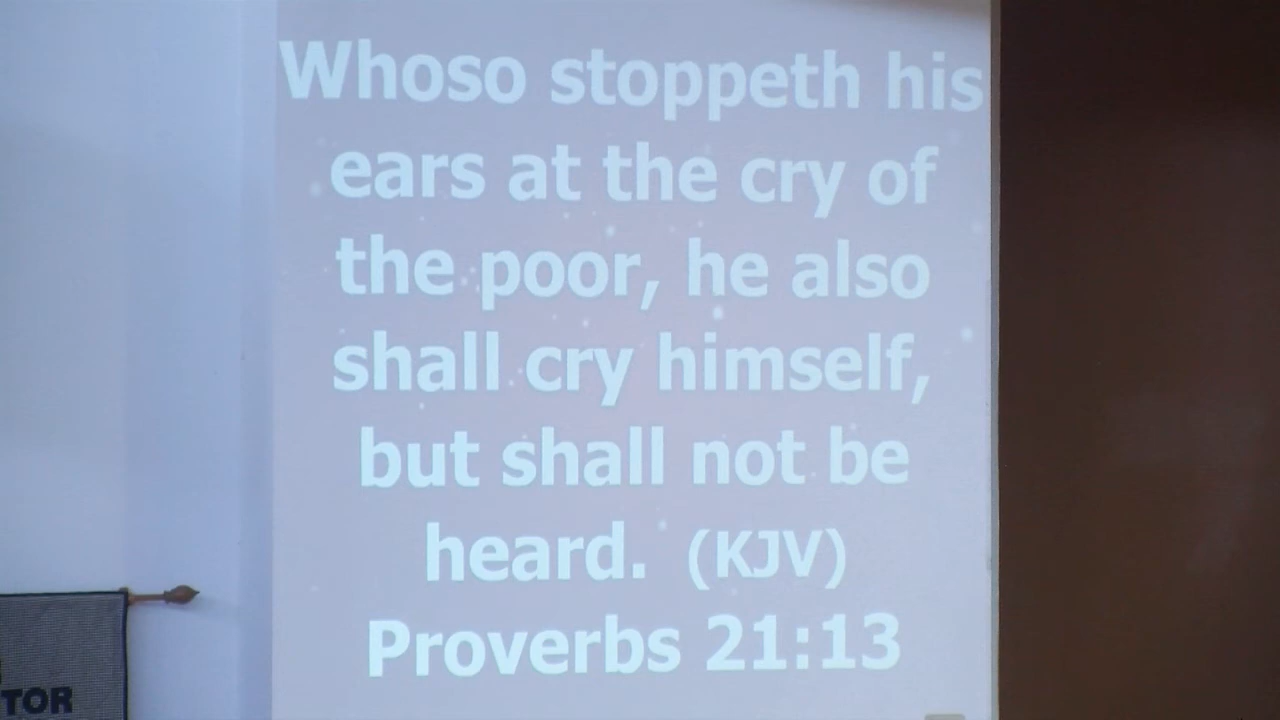 Whoso stoppeth his
ears at the cry of
the poor, he also
shall cry himself,
but shall not be
heard. (KJV)
Proverbs 21:13
TOR